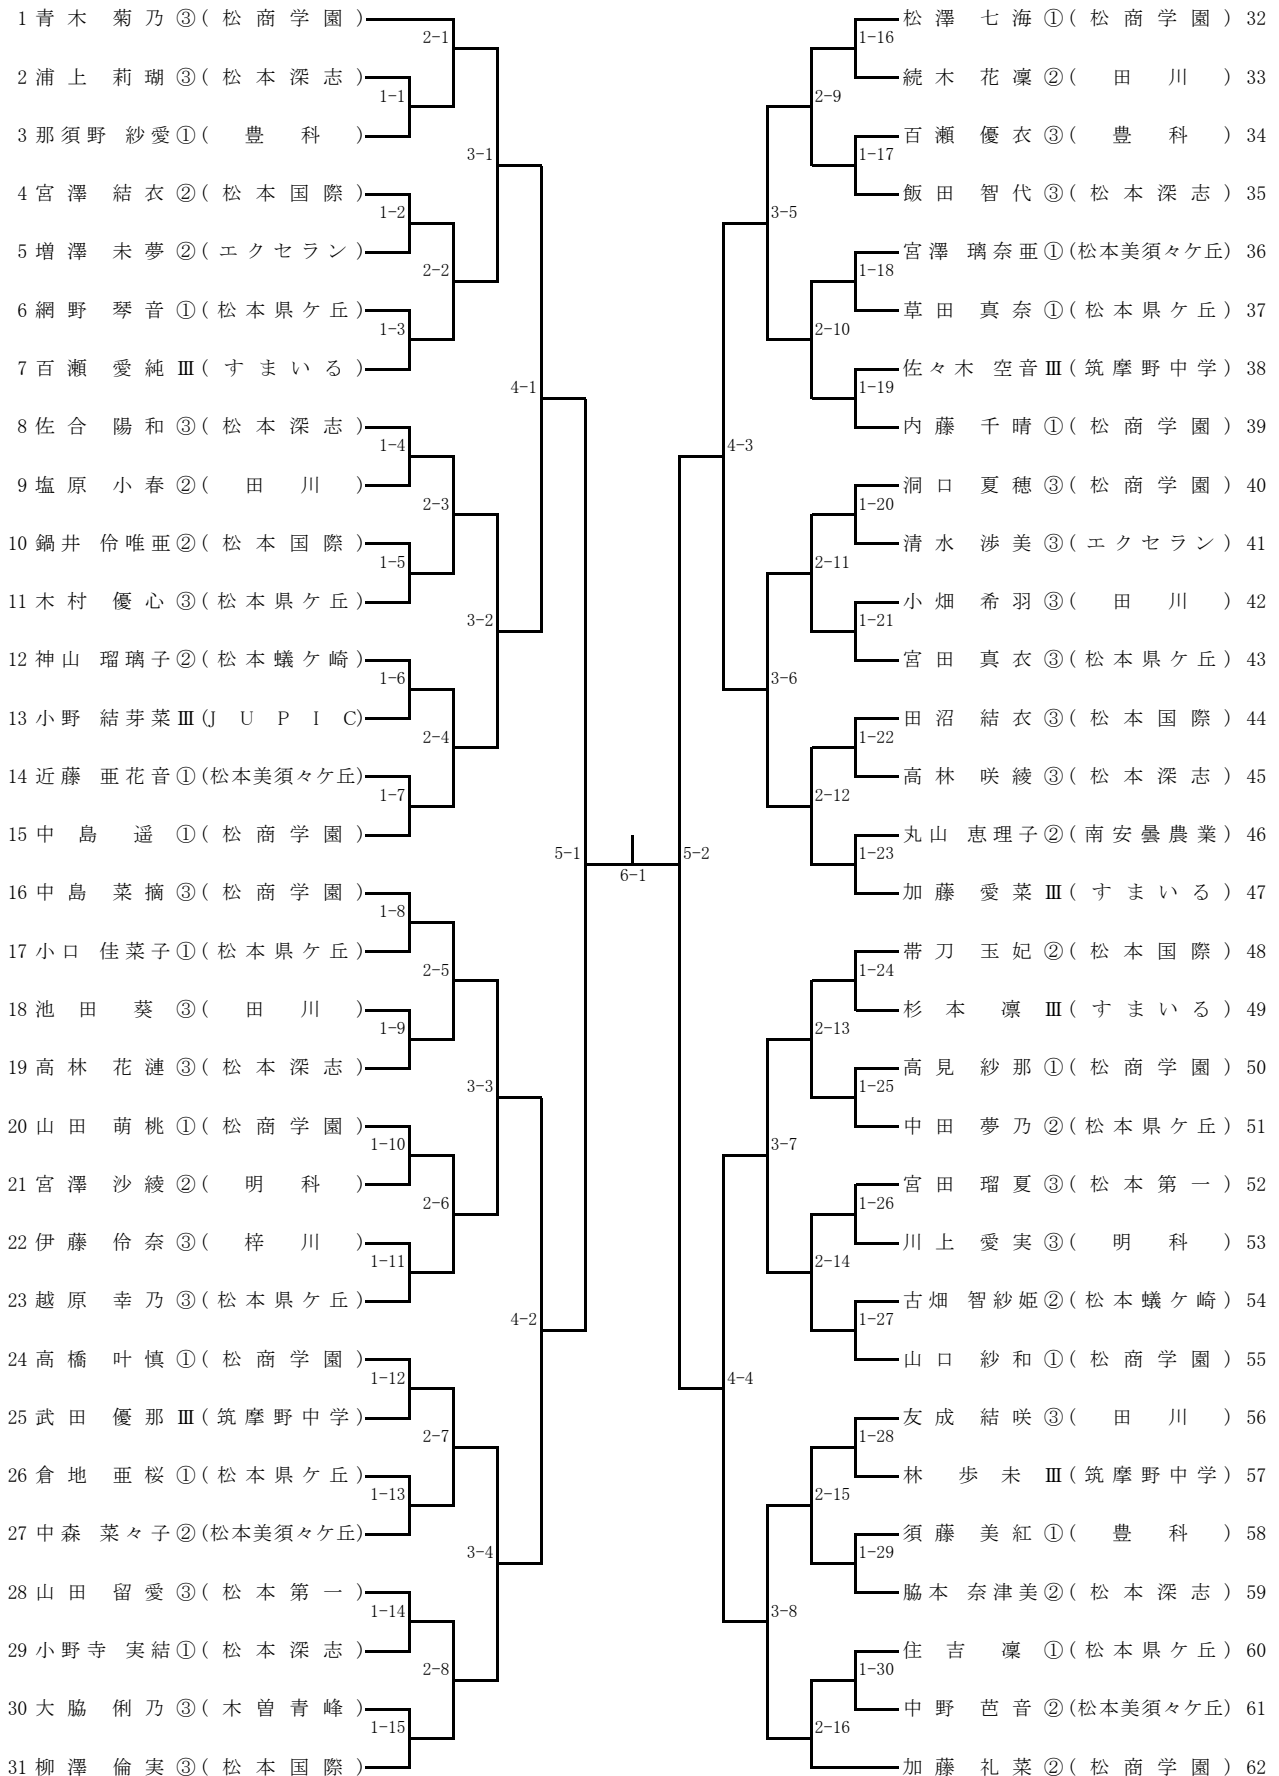 1 青木 菊乃 ③ (松商学園)
2 浦上 莉瑚 ③ (松本深志)
3 那須野 紗愛 ① (豊科)
4 宮澤 結衣 ② (松本国際)
5 増澤 未夢 ② (エクセラン)
6 網野 琴音 ① (松本県ケ丘)
7 百瀬 愛純 Ⅲ (すまいる)
8 佐合 陽和 ③ (松本深志)
9 塩原 小春 ② (田川)
10 鍋井 伶唯亜 ② (松本国際)
11 木村 優心 ③ (松本県ケ丘)
12 神山 瑠璃子 ② (松本蟻ケ崎)
13 小野 結芽菜 Ⅲ (JUPIC)
14 近藤 亜花音 ① (松本美須々ケ丘)
15 中島 遥 ① (松商学園)
16 中島 菜摘 ③ (松商学園)
17 小口 佳菜子 ① (松本県ケ丘)
18 池田 葵 ③ (田川)
19 高林 花漣 ③ (松本深志)
20 山田 萌桃 ① (松商学園)
21 宮澤 沙綾 ② (明科)
22 伊藤 伶奈 ③ (梓川)
23 越原 幸乃 ③ (松本県ケ丘)
24 高橋 叶慎 ① (松商学園)
25 武田 優那 Ⅲ (筑摩野中学)
26 倉地 亜桜 ① (松本県ケ丘)
27 中森 菜々子 ② (松本美須々ケ丘)
28 山田 留愛 ③ (松本第一)
29 小野寺 実結 ① (松本深志)
30 大脇 俐乃 ③ (木曽青峰)
31 柳澤 倫実 ③ (松本国際)
1-1
1-2
1-3
1-4
1-5
1-6
1-7
1-8
1-9
1-10
1-11
1-12
1-13
1-14
1-15
2-1
2-2
2-3
2-4
2-5
2-6
2-7
2-8
3-1
3-2
3-3
3-4
4-1
4-2
5-1
6-1
5-2
4-3
4-4
3-5
3-6
3-7
3-8
2-9
2-10
2-11
2-12
2-13
2-14
2-15
2-16
1-16
1-17
1-18
1-19
1-20
1-21
1-22
1-23
1-24
1-25
1-26
1-27
1-28
1-29
1-30
松澤 七海 ① (松商学園) 32
続木 花凜 ② (田川) 33
百瀬 優衣 ③ (豊科) 34
飯田 智代 ③ (松本深志) 35
宮澤 璃奈亜 ① (松本美須々ケ丘) 36
草田 真奈 ① (松本県ケ丘) 37
佐々木 空音 Ⅲ (筑摩野中学) 38
内藤 千晴 ① (松商学園) 39
洞口 夏穂 ③ (松商学園) 40
清水 渉美 ③ (エクセラン) 41
小畑 希羽 ③ (田川) 42
宮田 真衣 ③ (松本県ケ丘) 43
田沼 結衣 ③ (松本国際) 44
高林 咲綾 ③ (松本深志) 45
丸山 恵理子 ② (南安曇農業) 46
加藤 愛菜 Ⅲ (すまいる) 47
帯刀 玉妃 ② (松本国際) 48
杉本 凛 Ⅲ (すまいる) 49
高見 紗那 ① (松商学園) 50
中田 夢乃 ② (松本県ケ丘) 51
宮田 瑠夏 ③ (松本第一) 52
川上 愛実 ③ (明科) 53
古畑 智紗姫 ② (松本蟻ケ崎) 54
山口 紗和 ① (松商学園) 55
友成 結咲 ③ (田川) 56
林 歩未 Ⅲ (筑摩野中学) 57
須藤 美紅 ① (豊科) 58
脇本 奈津美 ② (松本深志) 59
住吉 凜 ① (松本県ケ丘) 60
中野 芭音 ② (松本美須々ケ丘) 61
加藤 礼菜 ② (松商学園) 62